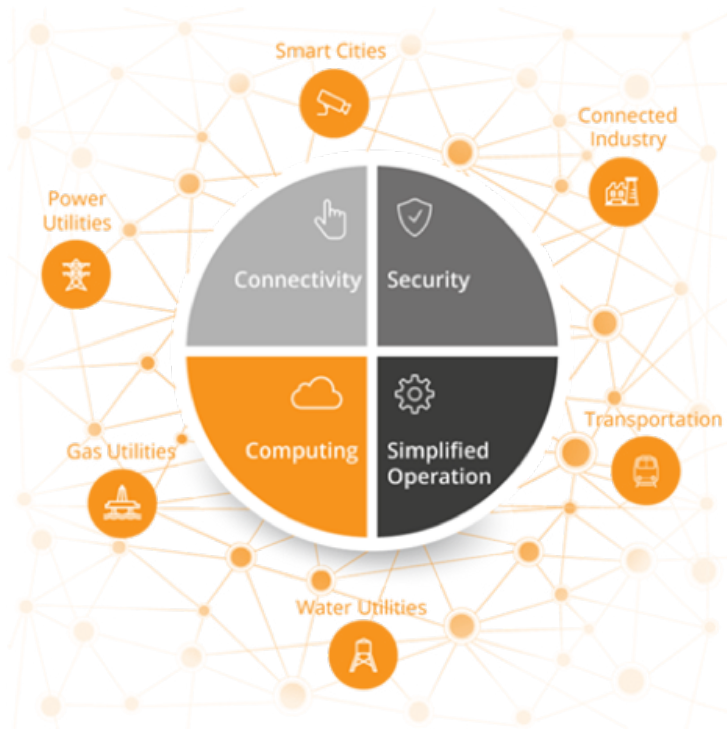 Smart Cities
Connected
Industry
Power
Utilities
Connectivity
Security
Computing
Simplified
Operation
Transportation
Gas Utilities
Water Utilities